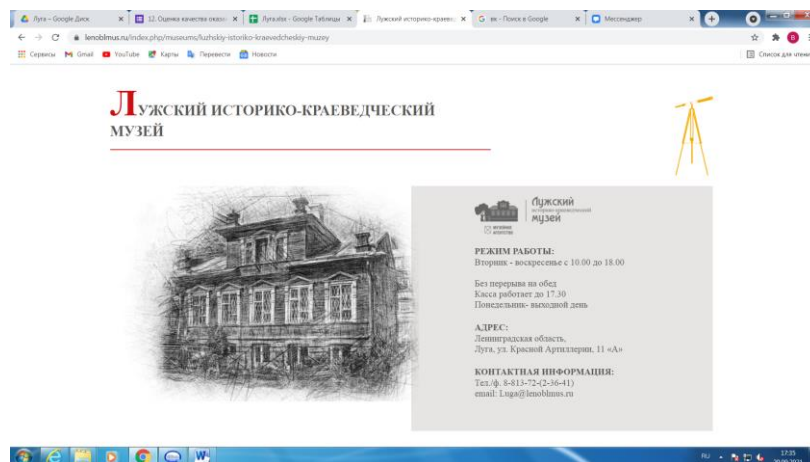 Луга – Google Диск
12. Оценка качества оказан
Луга.xlsx - Google Таблицы
Лужский историко-краевед
вк - Поиск в Google
Мессенджер
lenoblmus.ru/index.php/museums/luzhskiy-istoriko-kraevedcheskiy-muzey
Сервисы
Gmail
YouTube
Карты
Перевести
Новости
Список для чтения
ЛУЖСКИЙ ИСТОРИКО-КРАЕВЕДЧЕСКИЙ
МУЗЕЙ
Лужский
историко-краеведческий
музей
МУЗЕЙНОЕ
АГЕНТСТВО
РЕЖИМ РАБОТЫ:
Вторник - воскресенье с 10.00 до 18.00
Без перерыва на обед
Касса работает до 17.30
Понедельник- выходной день
АДРЕС:
Ленинградская область,
Луга, ул. Красной Артиллерии, 11 «А»
КОНТАКТНАЯ ИНФОРМАЦИЯ:
Тел./ф. 8-813-72-(2-36-41)
email: Luga@lenoblmus.ru
RU
17:35